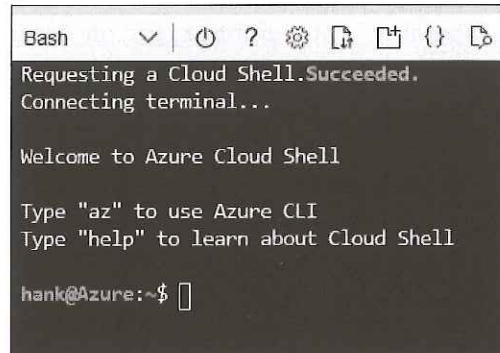 Bash ? {}
Requesting a Cloud Shell.Succeeded.
Connecting terminal...
Welcome to Azure Cloud Shell
Type "az" to use Azure CLI
Type "help" to learn about Cloud Shell
hank@Azure:~$